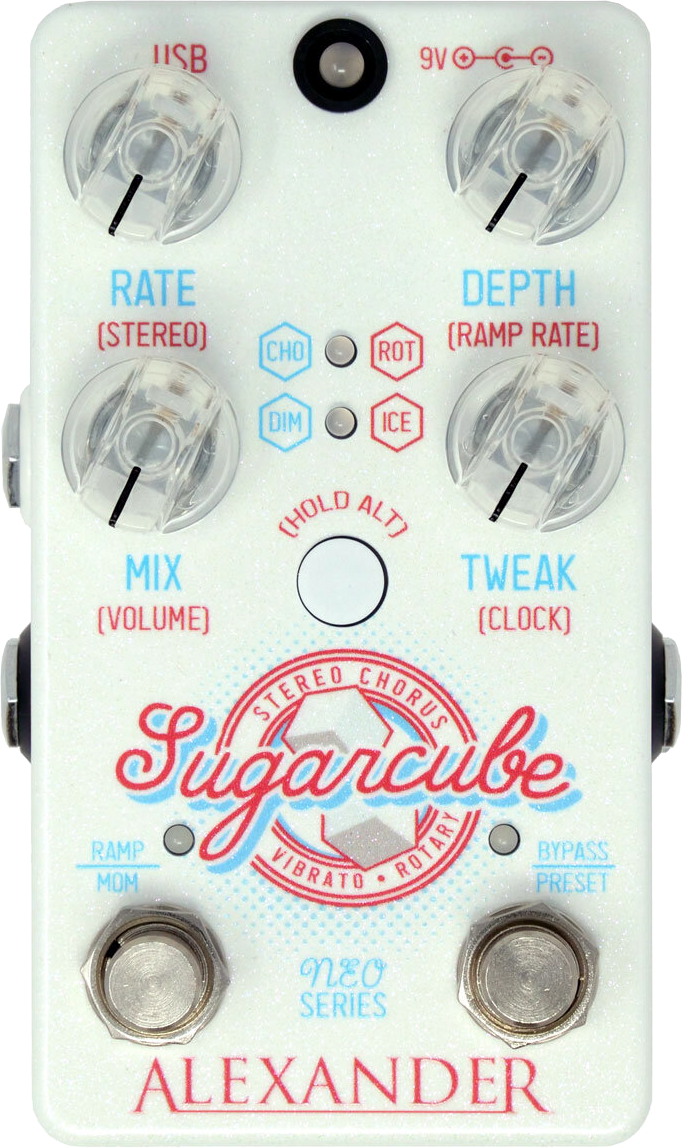 USB
9V
RATE
(STEREO)
DEPTH
(RAMP RATE)
CHO
ROT
DIM
ICE
(HOLD ALT)
MIX
(VOLUME)
TWEAK
(CLOCK)
STEREO CHORUS
Sugarcube
VIBRATO • ROTARY
RAMP
MOM
BYPASS
PRESET
NEO
SERIES
ALEXANDER